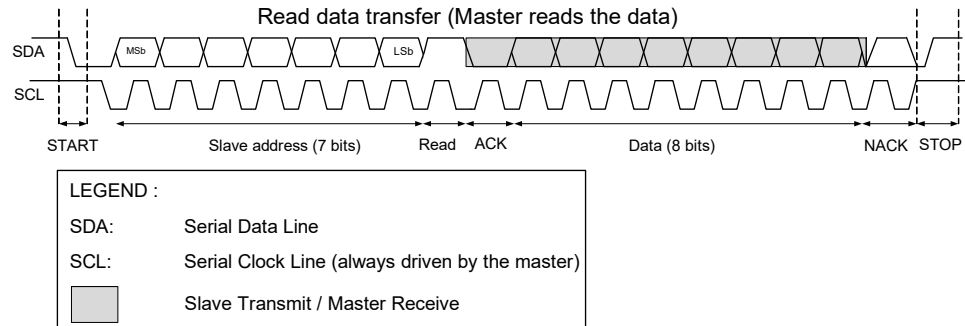 Read data transfer (Master reads the data)
SDA
MSb
LSb
SCL
START
Slave address (7 bits)
Read
ACK
Data (8 bits)
NACK
STOP
LEGEND :
SDA: Serial Data Line
SCL: Serial Clock Line (always driven by the master)
Slave Transmit / Master Receive